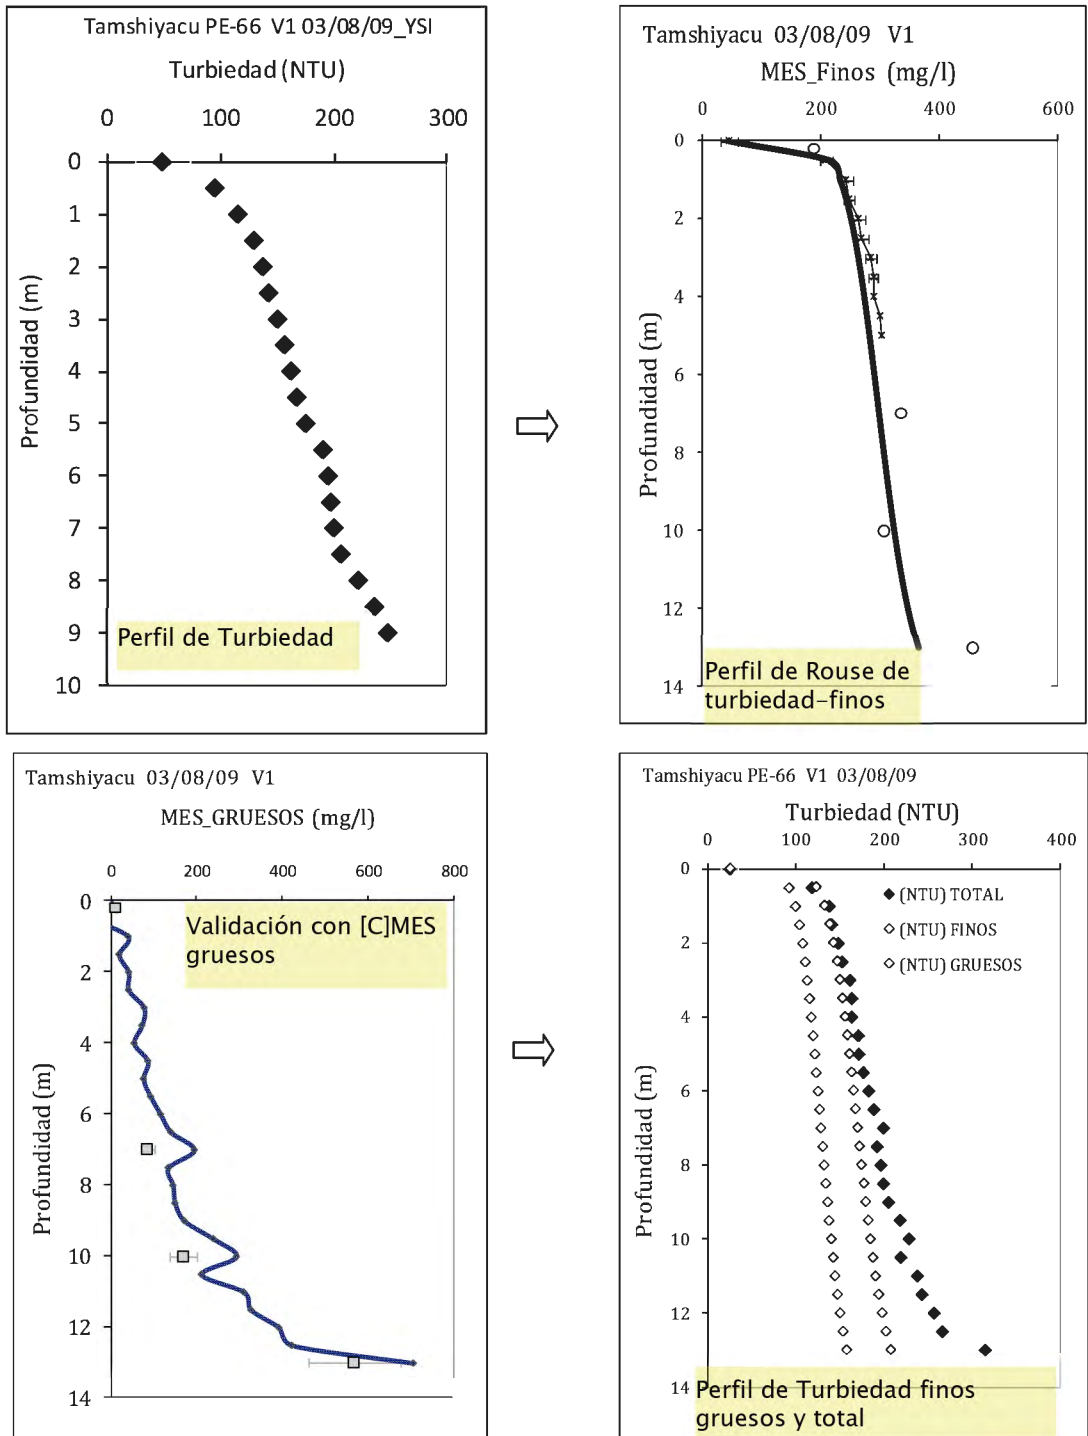 Tamshiyacu PE-66 V1 03/08/09_YSI
Turbiedad (NTU)
0 100 200 300
0
1
2
3
4
5
6
7
8
9
10
Profundidad (m)
Perfil de Turbiedad
Tamshiyacu 03/08/09 V1
MES_Finos (mg/l)
0 200 400 600
0
2
4
6
8
10
12
14
Profundidad (m)
Perfil de Rouse de
turbiedad-finos
Tamshiyacu 03/08/09 V1
MES_GRUESOS (mg/l)
0 200 400 600 800
0
2
4
6
8
10
12
14
Profundidad (m)
Validación con [C]MES
gruesos
Tamshiyacu PE-66 V1 03/08/09
Turbiedad (NTU)
0 100 200 300 400
0
2
4
6
8
10
12
14
Profundidad (m)
(NTU) TOTAL
(NTU) FINOS
(NTU) GRUESOS
Perfil de Turbiedad finos
gruesos y total